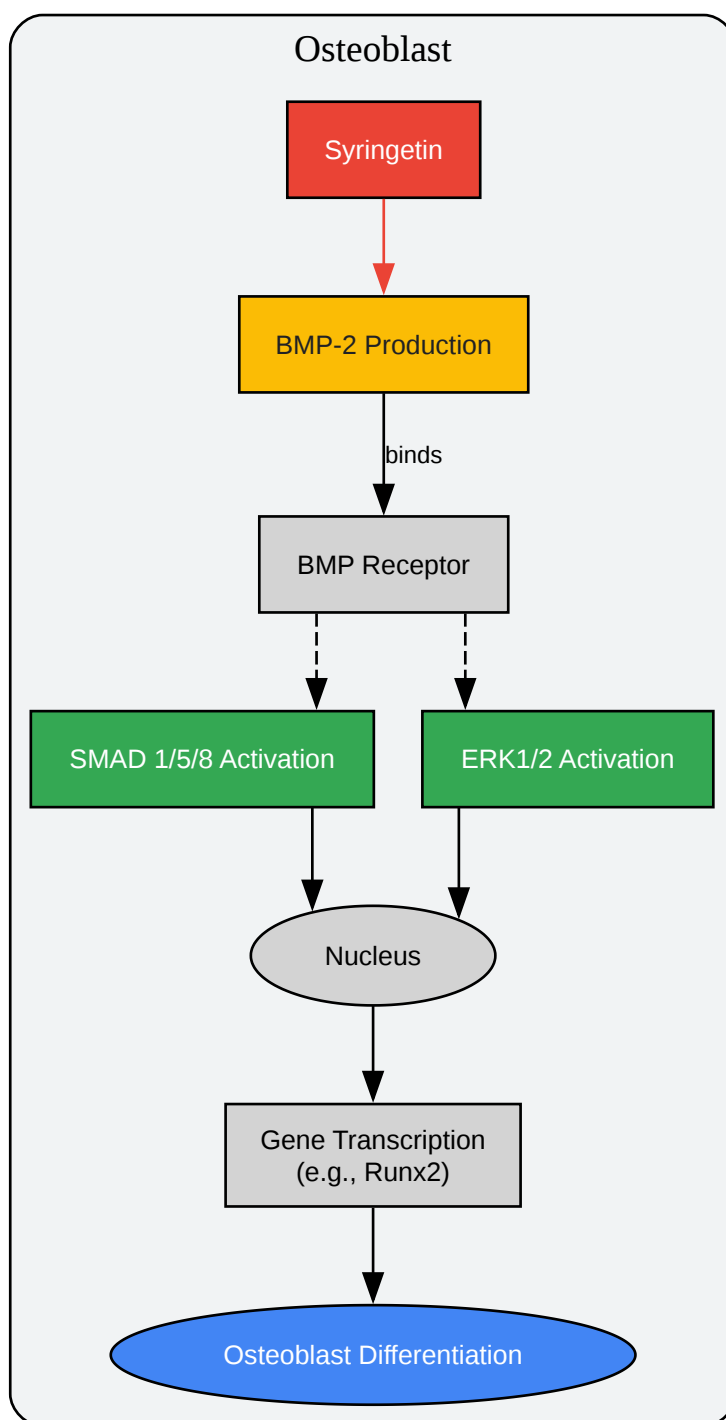 Osteoblast
Syringetin
BMP-2 Production
binds
BMP Receptor
SMAD 1/5/8 Activation
ERK1/2 Activation
Nucleus
Gene Transcription
(e.g., Runx2)
Osteoblast Differentiation